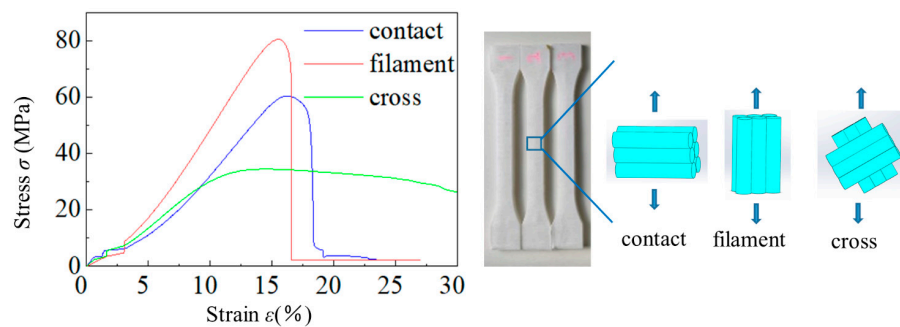 80
60
40
20
0
0
5
10
15
20
25
30
Stress σ (MPa)
Strain ε(%)
contact
filament
cross
contact
filament
cross